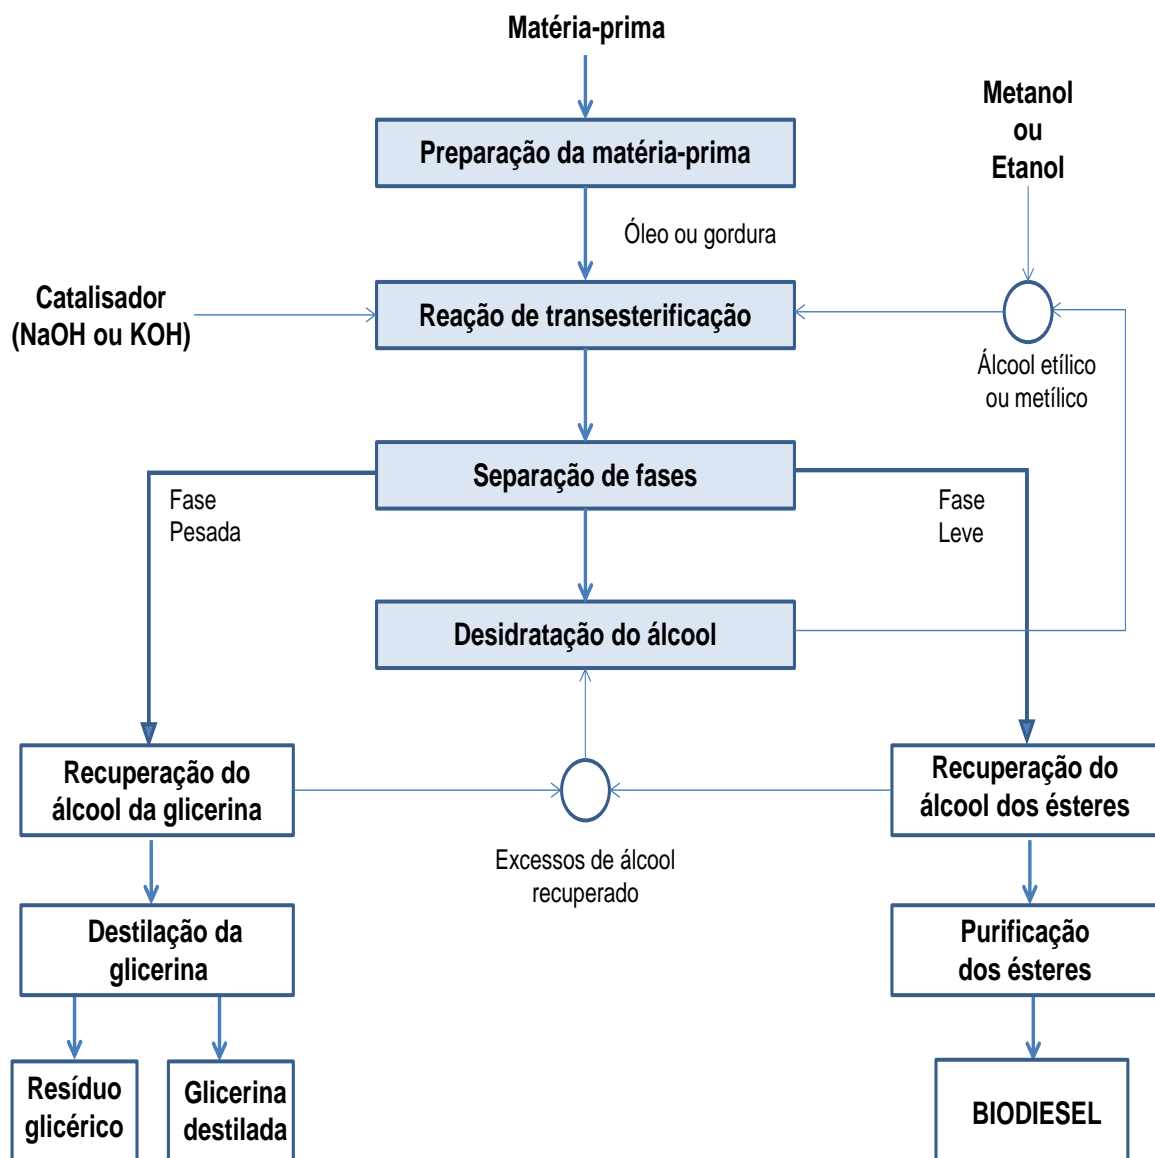 Matéria-prima
Metanol
ou
Etanol
Preparação da matéria-prima
Óleo ou gordura
Catalisador
(NaOH ou KOH)
Reação de transesterificação
Álcool etílico
ou metílico
Separação de fases
Fase
Pesada
Fase
Leve
Desidratação do álcool
Recuperação do
álcool da glicerina
Recuperação do
álcool dos ésteres
Excessos de álcool
recuperado
Destilação da
glicerina
Purificação
dos ésteres
Resíduo
glicérico
Glicerina
destilada
BIODIESEL